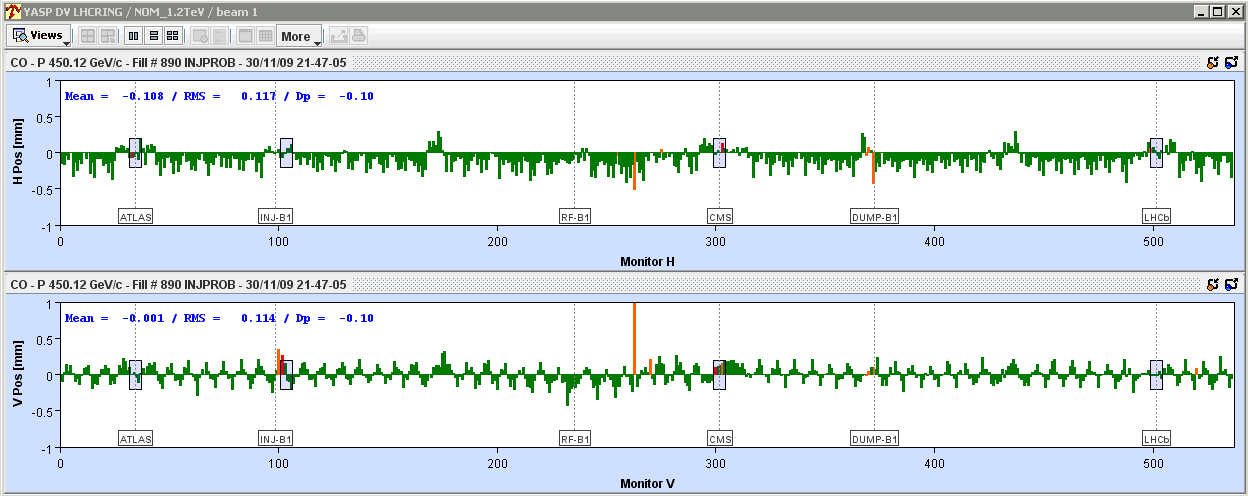 YASP DV LHCRING / NOM_1.2TeV / beam 1
Views More
CO - P 450.12 GeV/c - Fill # 890 INJPROB - 30/11/09 21-47-05
Mean = -0.108 / RMS = 0.117 / Dp = -0.10
H Pos [mm]
1
0.5
0
-0.5
-1
ATLAS INJ-B1 RF-B1 CMS DUMP-B1 LHCb
0 100 200 300 400 500
Monitor H
CO - P 450.12 GeV/c - Fill # 890 INJPROB - 30/11/09 21-47-05
Mean = -0.001 / RMS = 0.114 / Dp = -0.10
V Pos [mm]
1
0.5
0
-0.5
-1
ATLAS INJ-B1 RF-B1 CMS DUMP-B1 LHCb
0 100 200 300 400 500
Monitor V